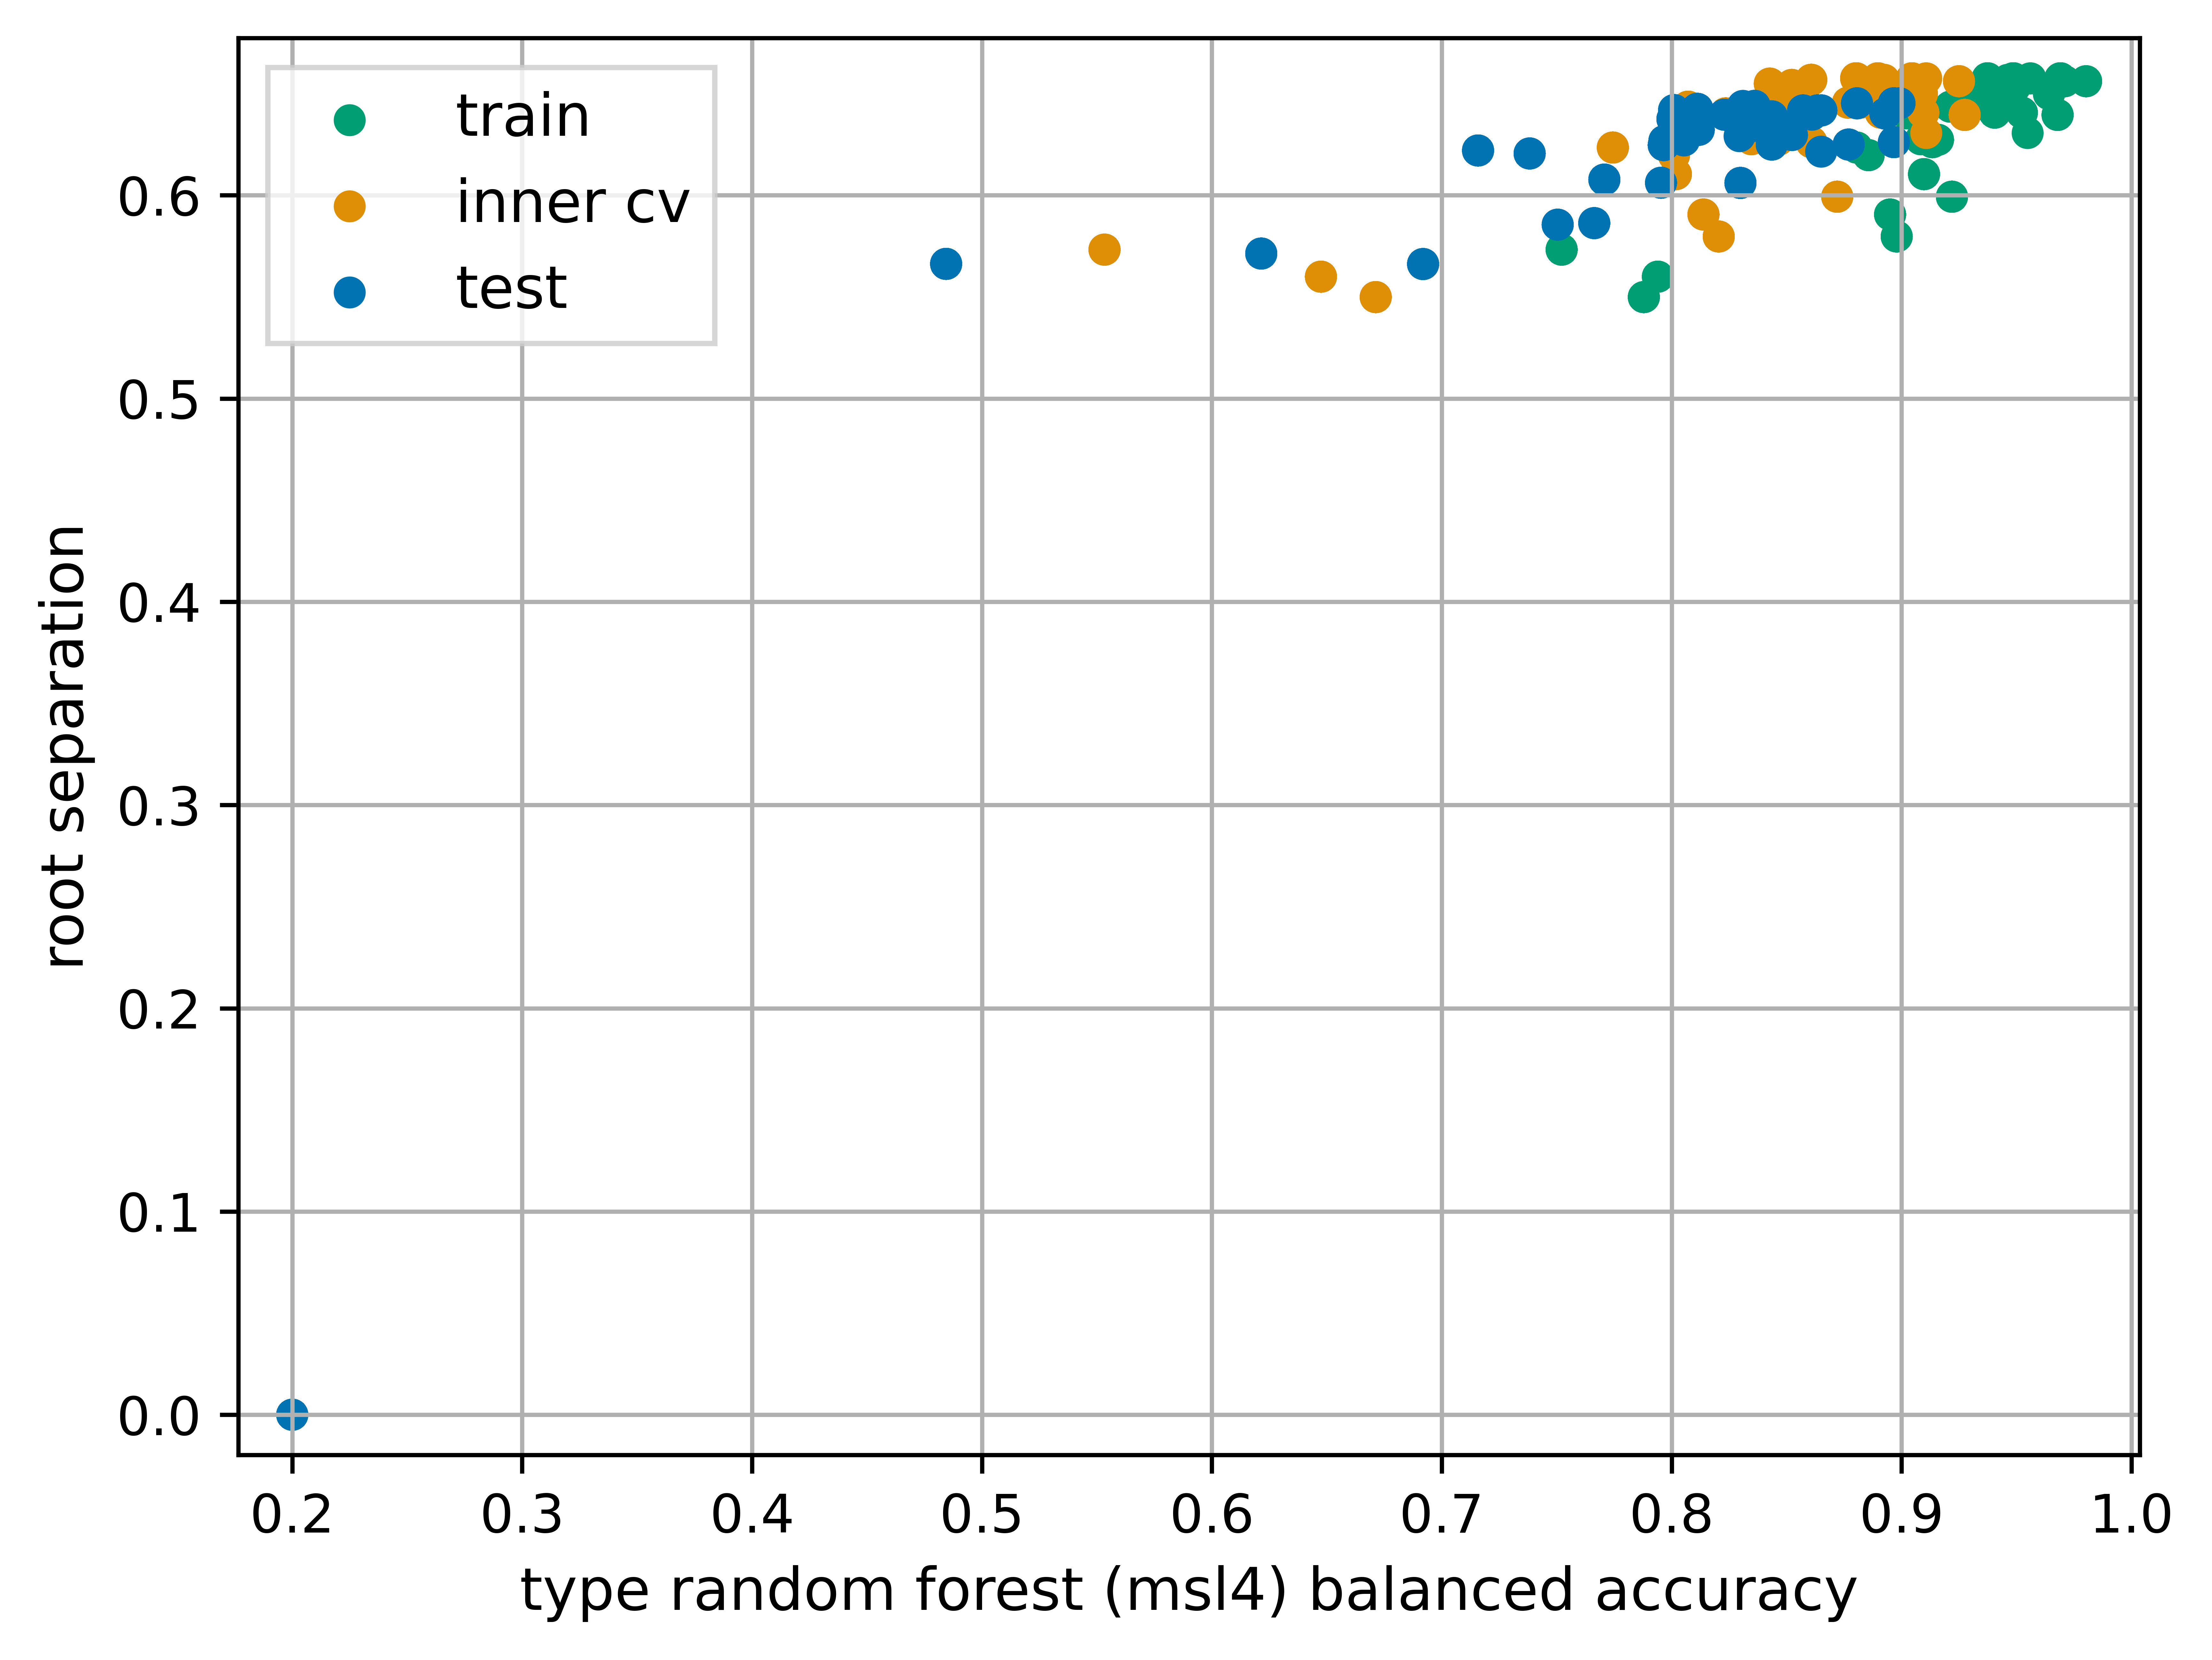 train
inner cv
test
root separation
0.6
0.5
0.4
0.3
0.2
0.1
0.0
0.2 0.3 0.4 0.5 0.6 0.7 0.8 0.9 1.0
type random forest (msl4) balanced accuracy